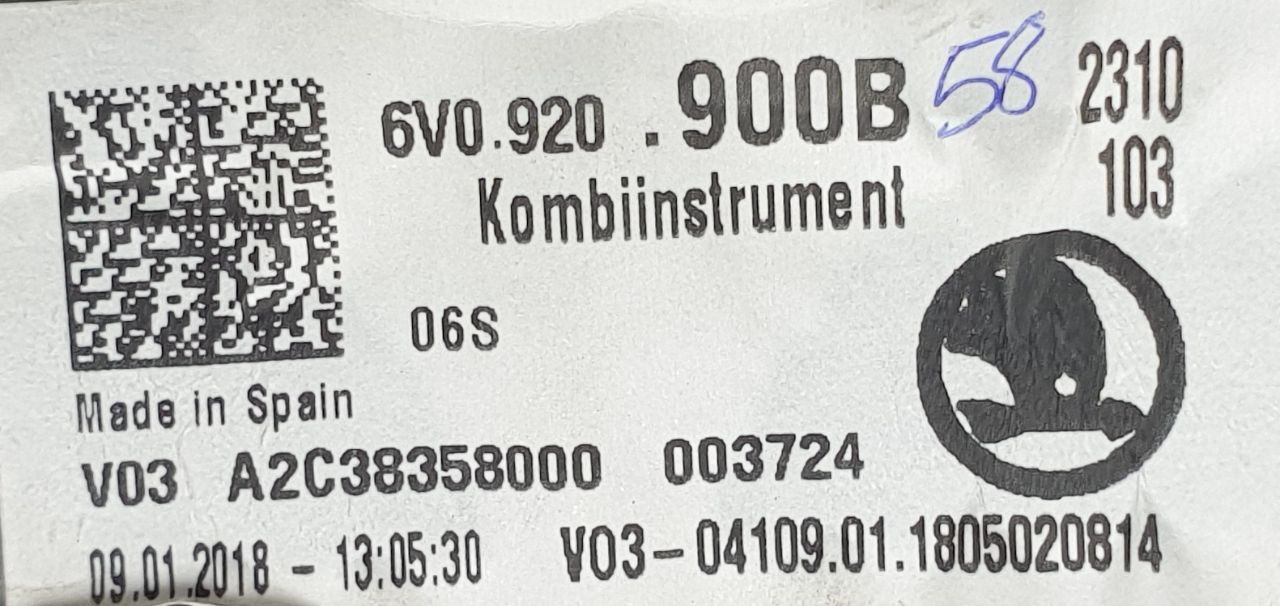 6V0.920 .900B 58 2310
103
Kombiinstrument
06S
Made in Spain
V03 A2C38358000 003724
09.01.2018 - 13:05:30 V03-04109.01.1805020814